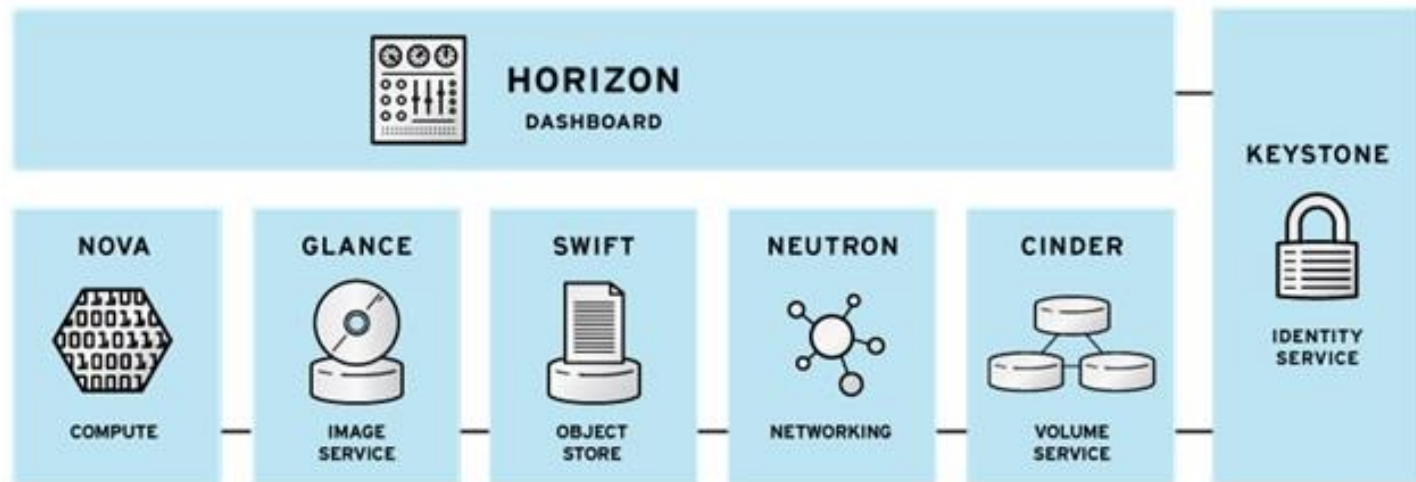 HORIZON
DASHBOARD
KEYSTONE
IDENTITY
SERVICE
NOVA
COMPUTE
GLANCE
IMAGE
SERVICE
SWIFT
OBJECT
STORE
NEUTRON
NETWORKING
CINDER
VOLUME
SERVICE